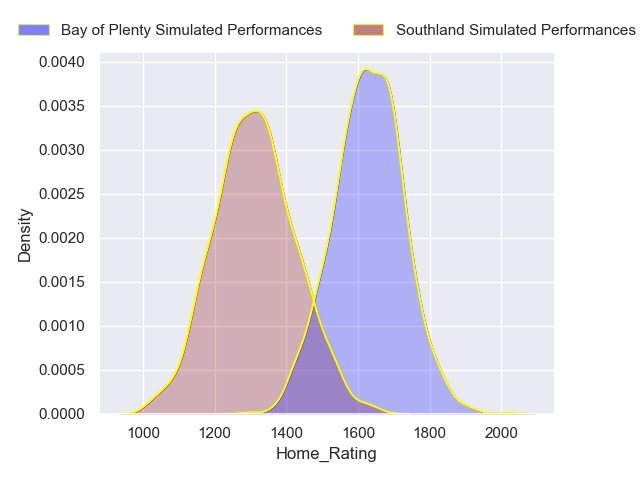 Bay of Plenty Simulated Performances
Southland Simulated Performances
0.0040
0.0035
0.0030
0.0025
0.0020
0.0015
0.0010
0.0005
0.0000
Density
1000 1200 1400 1600 1800 2000
Home_Rating